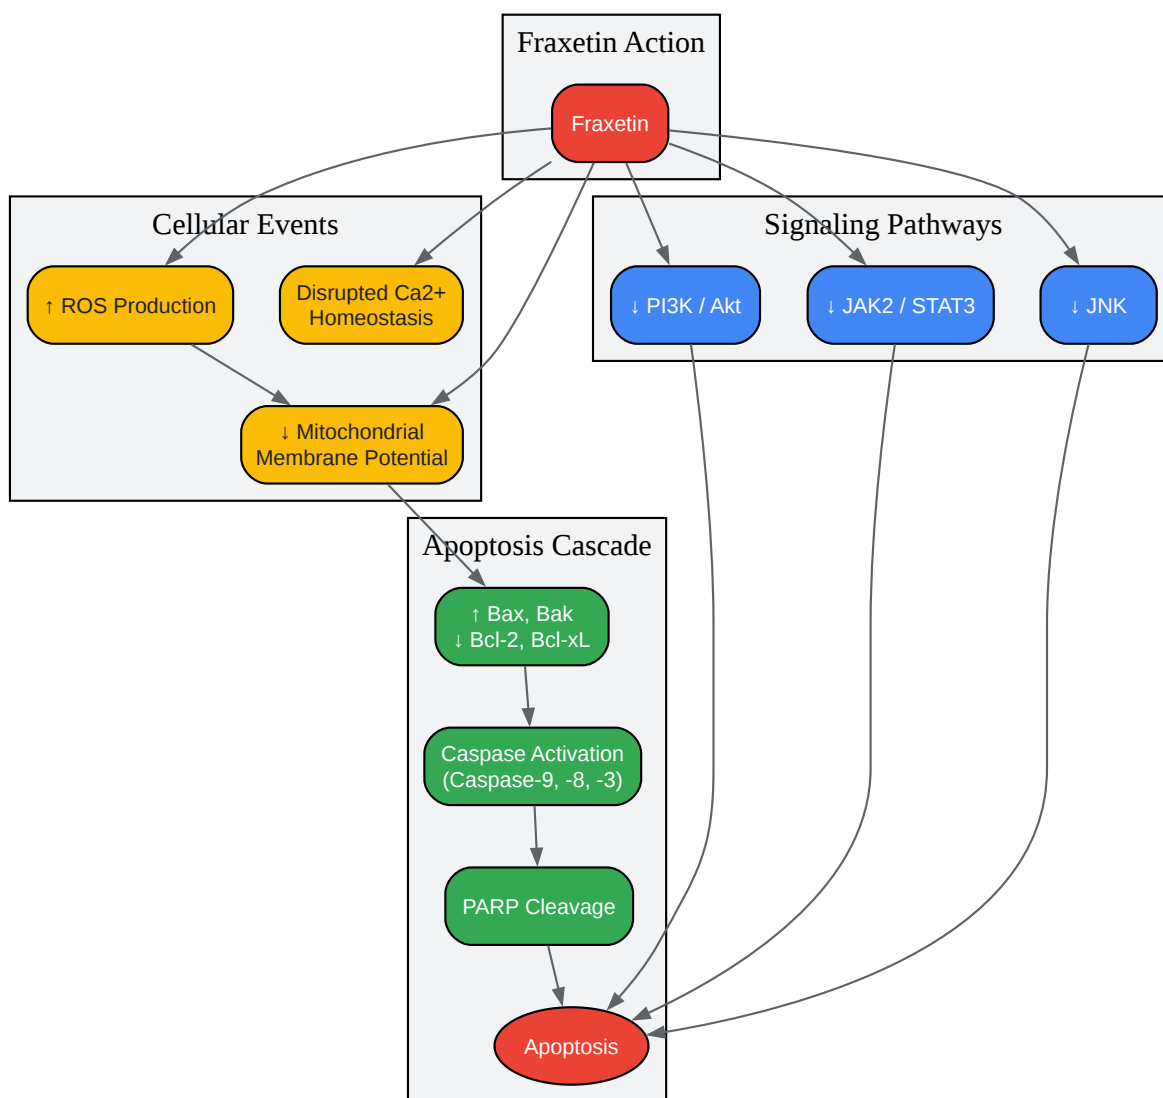 Fraxetin Action
Fraxetin
Cellular Events
Signaling Pathways
↑ ROS Production
Disrupted Ca2+
Homeostasis
↓ PI3K / Akt
↓ JAK2 / STAT3
↓ JNK
↓ Mitochondrial
Membrane Potential
Apoptosis Cascade
↑ Bax, Bak
↓ Bcl-2, Bcl-xL
Caspase Activation
(Caspase-9, -8, -3)
PARP Cleavage
Apoptosis